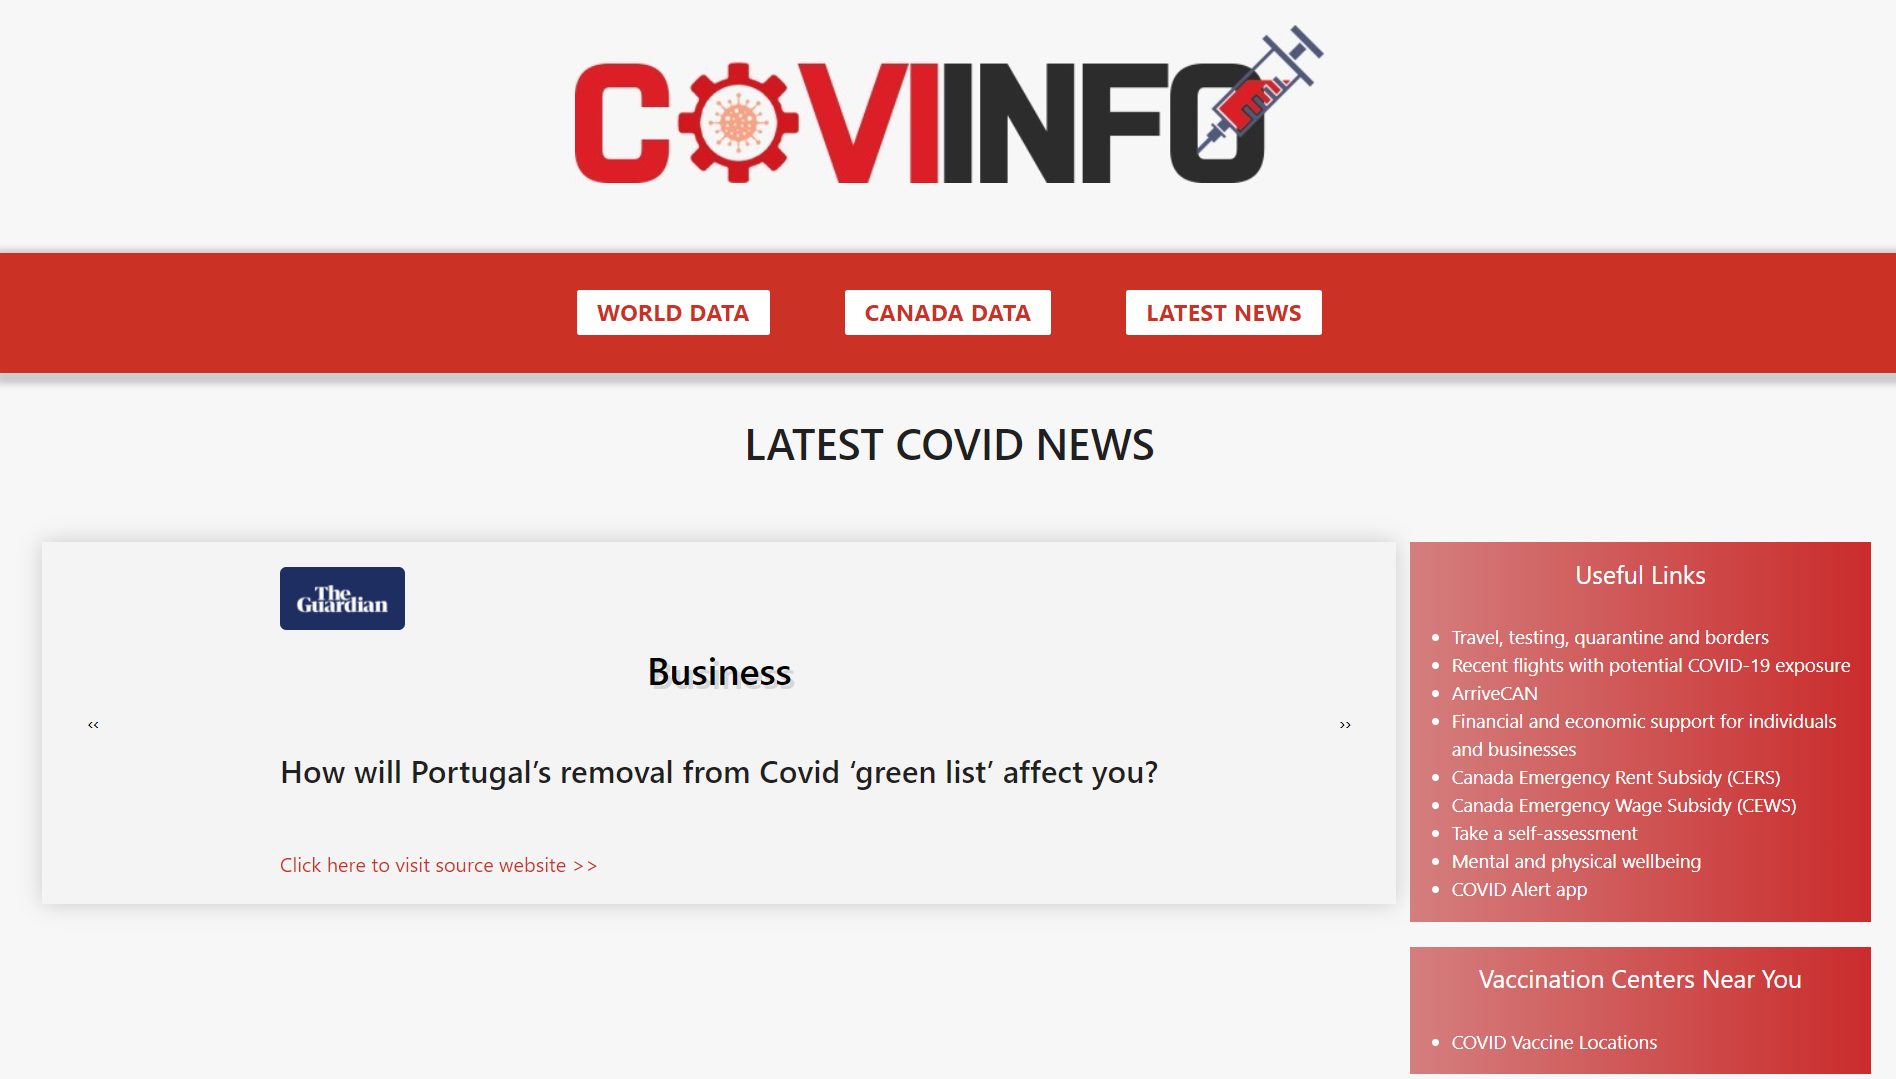 COVIINFO
WORLD DATA
CANADA DATA
LATEST NEWS
LATEST COVID NEWS
The
Guardian
Business
‹‹
››
How will Portugal’s removal from Covid ‘green list’ affect you?
Click here to visit source website >>
Useful Links
Travel, testing, quarantine and borders
Recent flights with potential COVID-19 exposure
ArriveCAN
Financial and economic support for individuals
and businesses
Canada Emergency Rent Subsidy (CERS)
Canada Emergency Wage Subsidy (CEWS)
Take a self-assessment
Mental and physical wellbeing
COVID Alert app
Vaccination Centers Near You
COVID Vaccine Locations